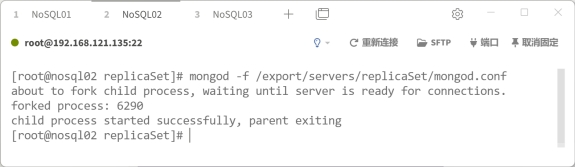 1 NoSQL01 2 NoSQL02 3 NoSQL03
root@192.168.121.135:22 重新连接 SFTP 端口 取消固定
[root@nosql02 replicaSet]# mongod -f /export/servers/replicaSet/mongod.conf
about to fork child process, waiting until server is ready for connections.
forked process: 6290
child process started successfully, parent exiting
[root@nosql02 replicaSet]#